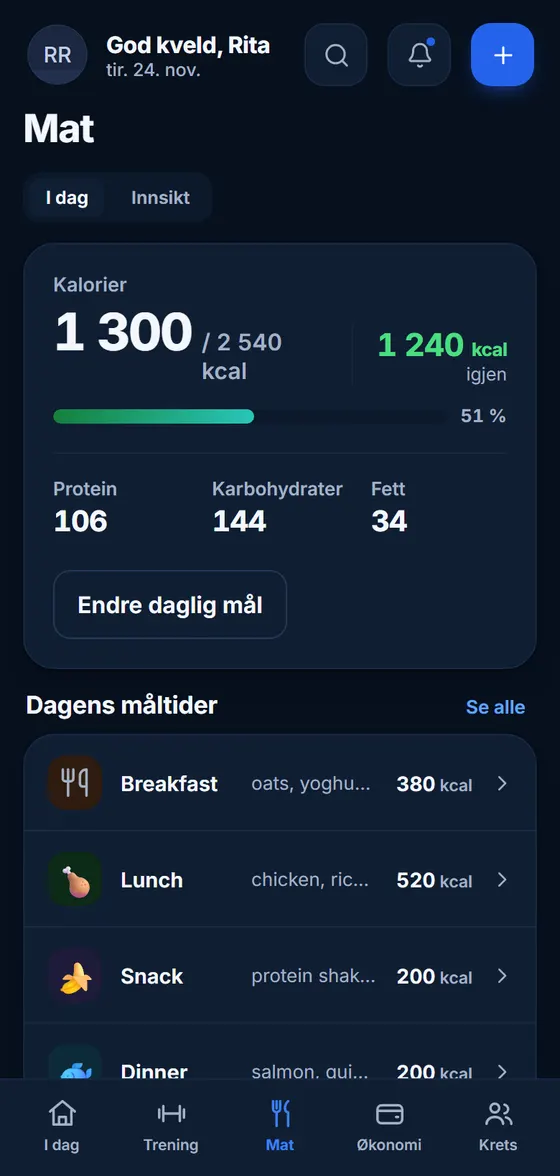 RR
God kveld, Rita
tir. 24. nov.
Mat
I dag
Innsikt
Kalorier
1 300 / 2 540
kcal
1 240 kcal
igjen
51 %
Protein
Karbohydrater
Fett
106
144
34
Endre daglig mål
Dagens måltider
Se alle
Breakfast oats, yoghu... 380 kcal
Lunch chicken, ric... 520 kcal
Snack protein shak... 200 kcal
Dinner salmon, qui... 200 kcal
I dag
Trening
Mat
Økonomi
Krets